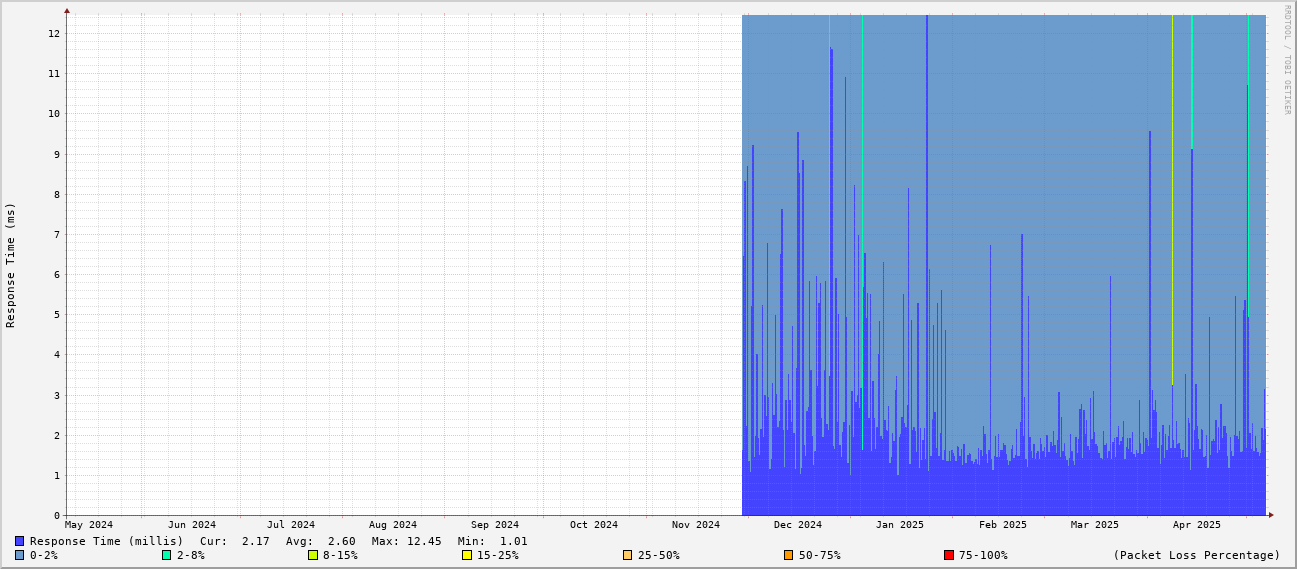 RRDTOOL / TOBI OETIKER
Response Time (ms)
12
11
10
9
8
7
6
5
4
3
2
1
0
May 2024 Jun 2024 Jul 2024 Aug 2024 Sep 2024 Oct 2024 Nov 2024 Dec 2024 Jan 2025 Feb 2025 Mar 2025 Apr 2025
Response Time (millis) Cur: 2.17 Avg: 2.60 Max: 12.45 Min: 1.01
0-2% 2-8% 8-15% 15-25% 25-50% 50-75% 75-100% (Packet Loss Percentage)